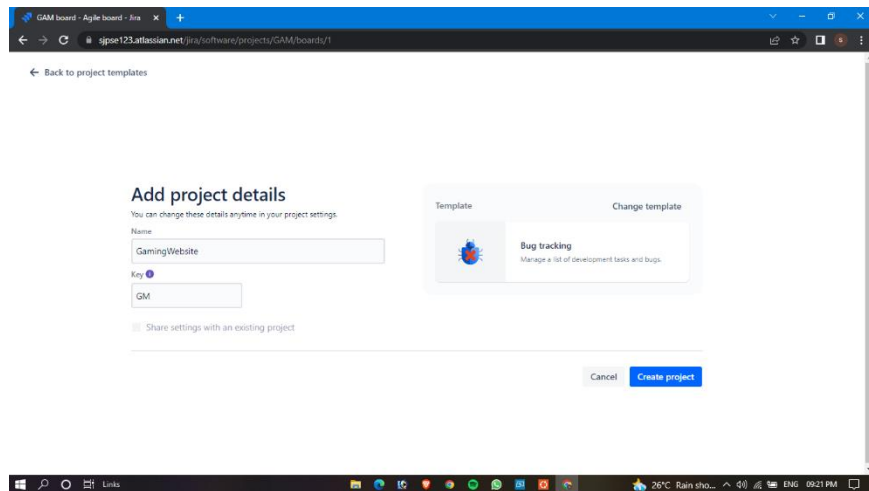 GAM board - Agile board - Jira
sjpse123.atlassian.net/jira/software/projects/GAM/boards/1
Back to project templates
Add project details
You can change these details anytime in your project settings.
Name
GamingWebsite
Key
GM
Share settings with an existing project
Template
Change template
Bug tracking
Manage a list of development tasks and bugs.
Cancel
Create project
Links
26°C Rain sho... ENG 09:21 PM